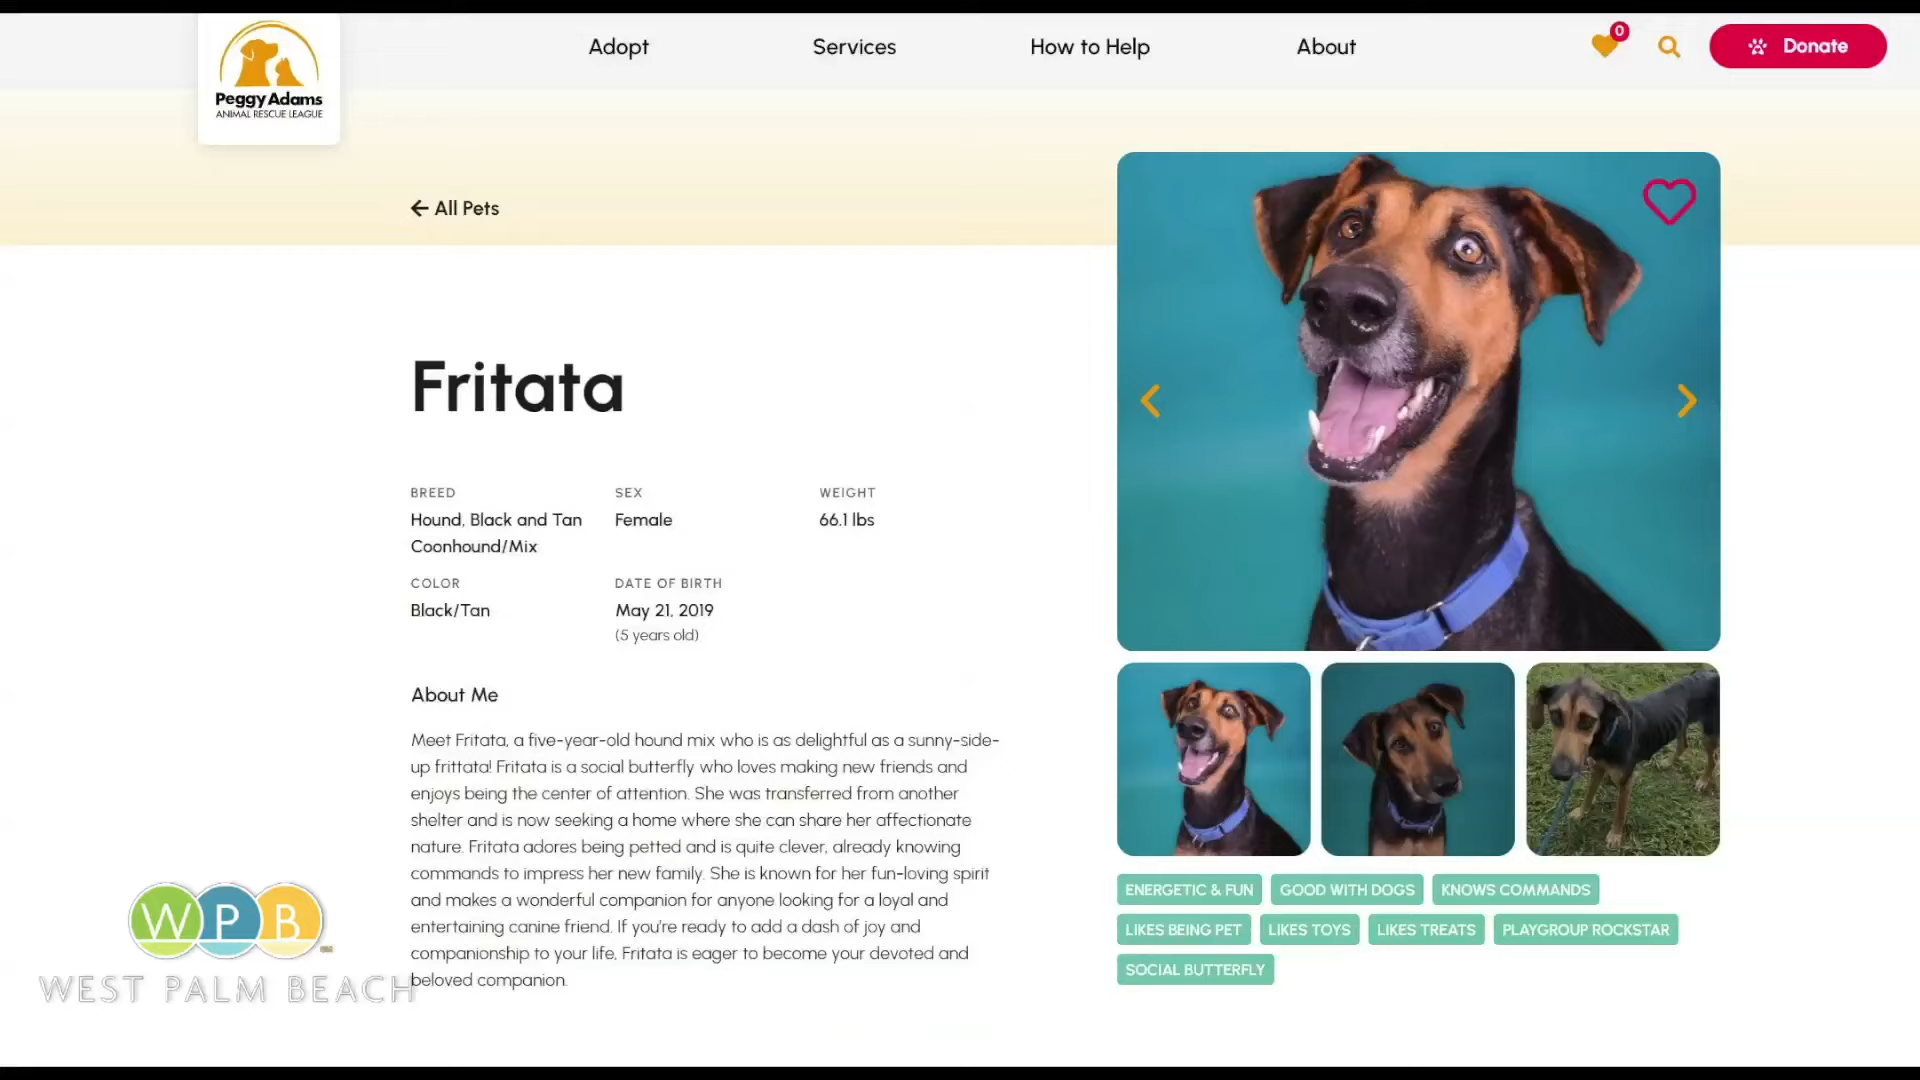 Peggy Adams
ANIMAL RESCUE LEAGUE
Adopt
Services
How to Help
About
0
Donate
All Pets
Fritata
BREED
Hound, Black and Tan
Coonhound/Mix
SEX
Female
WEIGHT
66.1 lbs
COLOR
Black/Tan
DATE OF BIRTH
May 21, 2019
(5 years old)
About Me
Meet Fritata, a five-year-old hound mix who is as delightful as a sunny-side-
up frittata! Fritata is a social butterfly who loves making new friends and
enjoys being the center of attention. She was transferred from another
shelter and is now seeking a home where she can share her affectionate
nature. Fritata adores being petted and is quite clever, already knowing
commands to impress her new family. She is known for her fun-loving spirit
and makes a wonderful companion for anyone looking for a loyal and
entertaining canine friend. If you're ready to add a dash of joy and
companionship to your life, Fritata is eager to become your devoted and
beloved companion.
ENERGETIC & FUN
GOOD WITH DOGS
KNOWS COMMANDS
LIKES BEING PET
LIKES TOYS
LIKES TREATS
PLAYGROUP ROCKSTAR
SOCIAL BUTTERFLY
WPB
WEST PALM BEACH